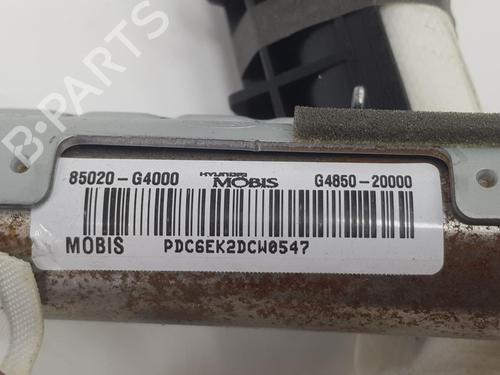 B-PARTS
85020-G4000 HYUNDAI MOBIS G4850-20000
MOBIS PDC6EK2DCW0547